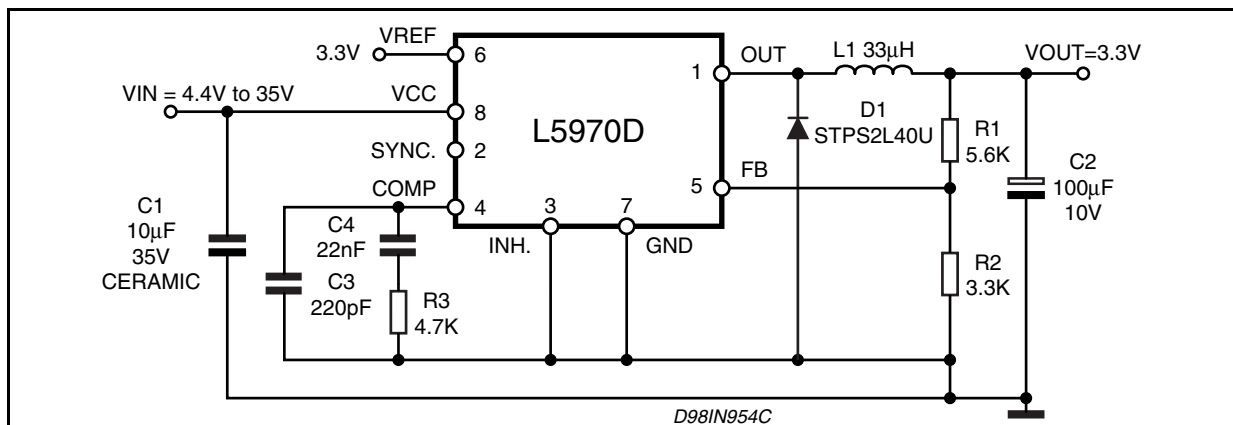 VREF
3.3V
6
VIN = 4.4V to 35V
VCC
8
SYNC.
2
COMP
4
L5970D
3
INH.
7
GND
1
OUT
5
FB
L1 33µH
VOUT=3.3V
D1
STPS2L40U
R1
5.6K
C2
100µF
10V
R2
3.3K
C1
10µF
35V
CERAMIC
C4
22nF
C3
220pF
R3
4.7K
D98IN954C